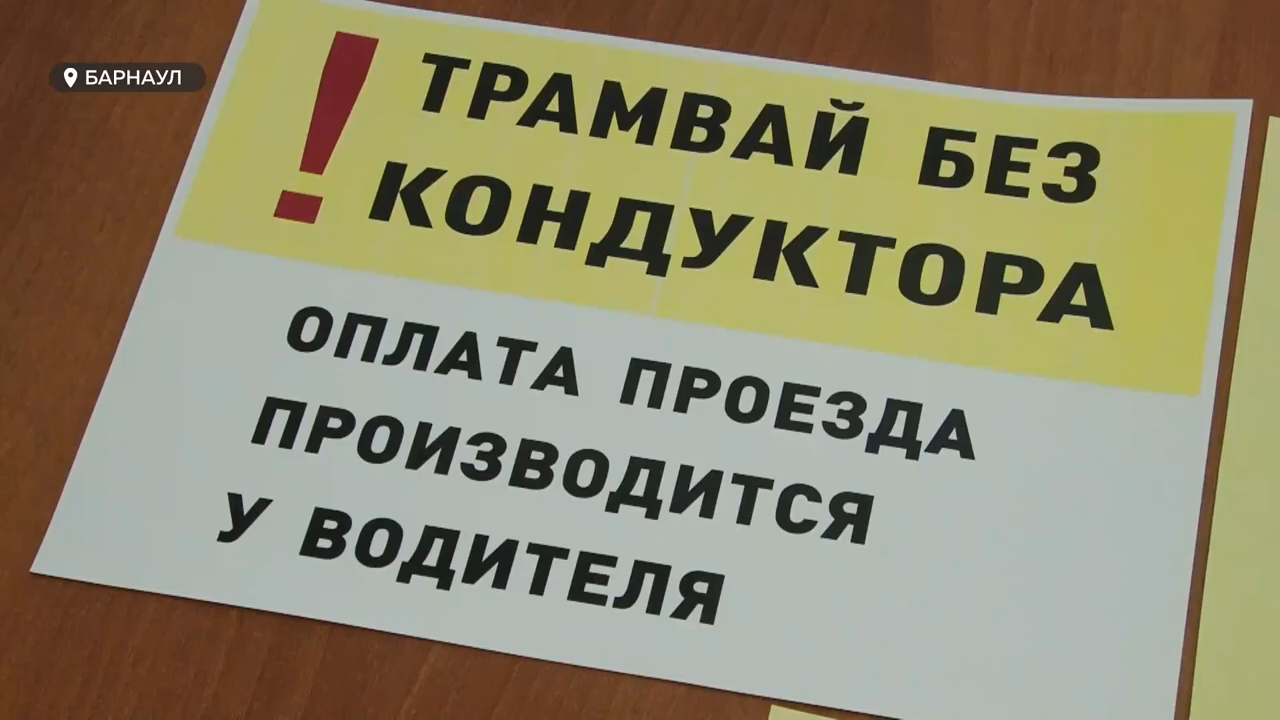 БАРНАУЛ
! ТРАМВАЙ БЕЗ
КОНДУКТОРА
ОПЛАТА ПРОЕЗДА
ПРОИЗВОДИТСЯ
У ВОДИТЕЛЯ